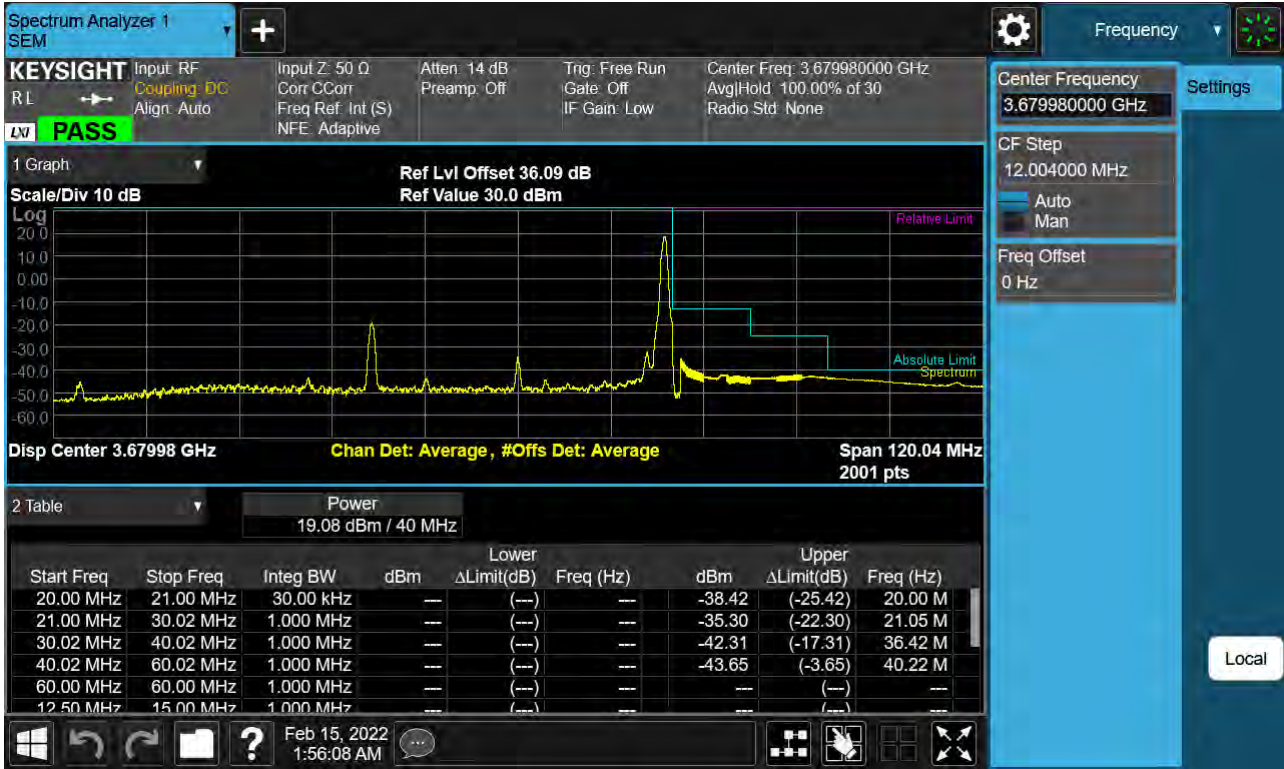 Spectrum Analyzer 1
SEM
Frequency
KEYSIGHT
R L
LXI
PASS
Input: RF
Coupling: DC
Align: Auto
Input Z: 50 Ω
Corr CCorr
Freq Ref: Int (S)
NFE: Adaptive
Atten: 14 dB
Preamp: Off
Trig: Free Run
Gate: Off
IF Gain: Low
Center Freq: 3.679980000 GHz
Avg|Hold: 100.00% of 30
Radio Std: None
Center Frequency
3.679980000 GHz
Settings
CF Step
12.004000 MHz
Auto
Man
Freq Offset
0 Hz
Local
1 Graph
Scale/Div 10 dB
Ref Lvl Offset 36.09 dB
Ref Value 30.0 dBm
Log
20.0
10.0
0.00
-10.0
-20.0
-30.0
-40.0
-50.0
-60.0
Relative Limit
Absolute Limit
Spectrum
Disp Center 3.67998 GHz
Chan Det: Average, #Offs Det: Average
Span 120.04 MHz
2001 pts
2 Table
Power
19.08 dBm / 40 MHz
Lower Upper
Start Freq Stop Freq Integ BW dBm ΔLimit(dB) Freq (Hz) dBm ΔLimit(dB) Freq (Hz)
20.00 MHz 21.00 MHz 30.00 kHz --- (---) --- -38.42 (-25.42) 20.00 M
21.00 MHz 30.02 MHz 1.000 MHz --- (---) --- -35.30 (-22.30) 21.05 M
30.02 MHz 40.02 MHz 1.000 MHz --- (---) --- -42.31 (-17.31) 36.42 M
40.02 MHz 60.02 MHz 1.000 MHz --- (---) --- -43.65 (-3.65) 40.22 M
60.00 MHz 60.00 MHz 1.000 MHz --- (---) --- --- (---) ---
12.50 MHz 15.00 MHz 1.000 MHz --- (---) --- --- (---) ---
?
Feb 15, 2022
1:56:08 AM